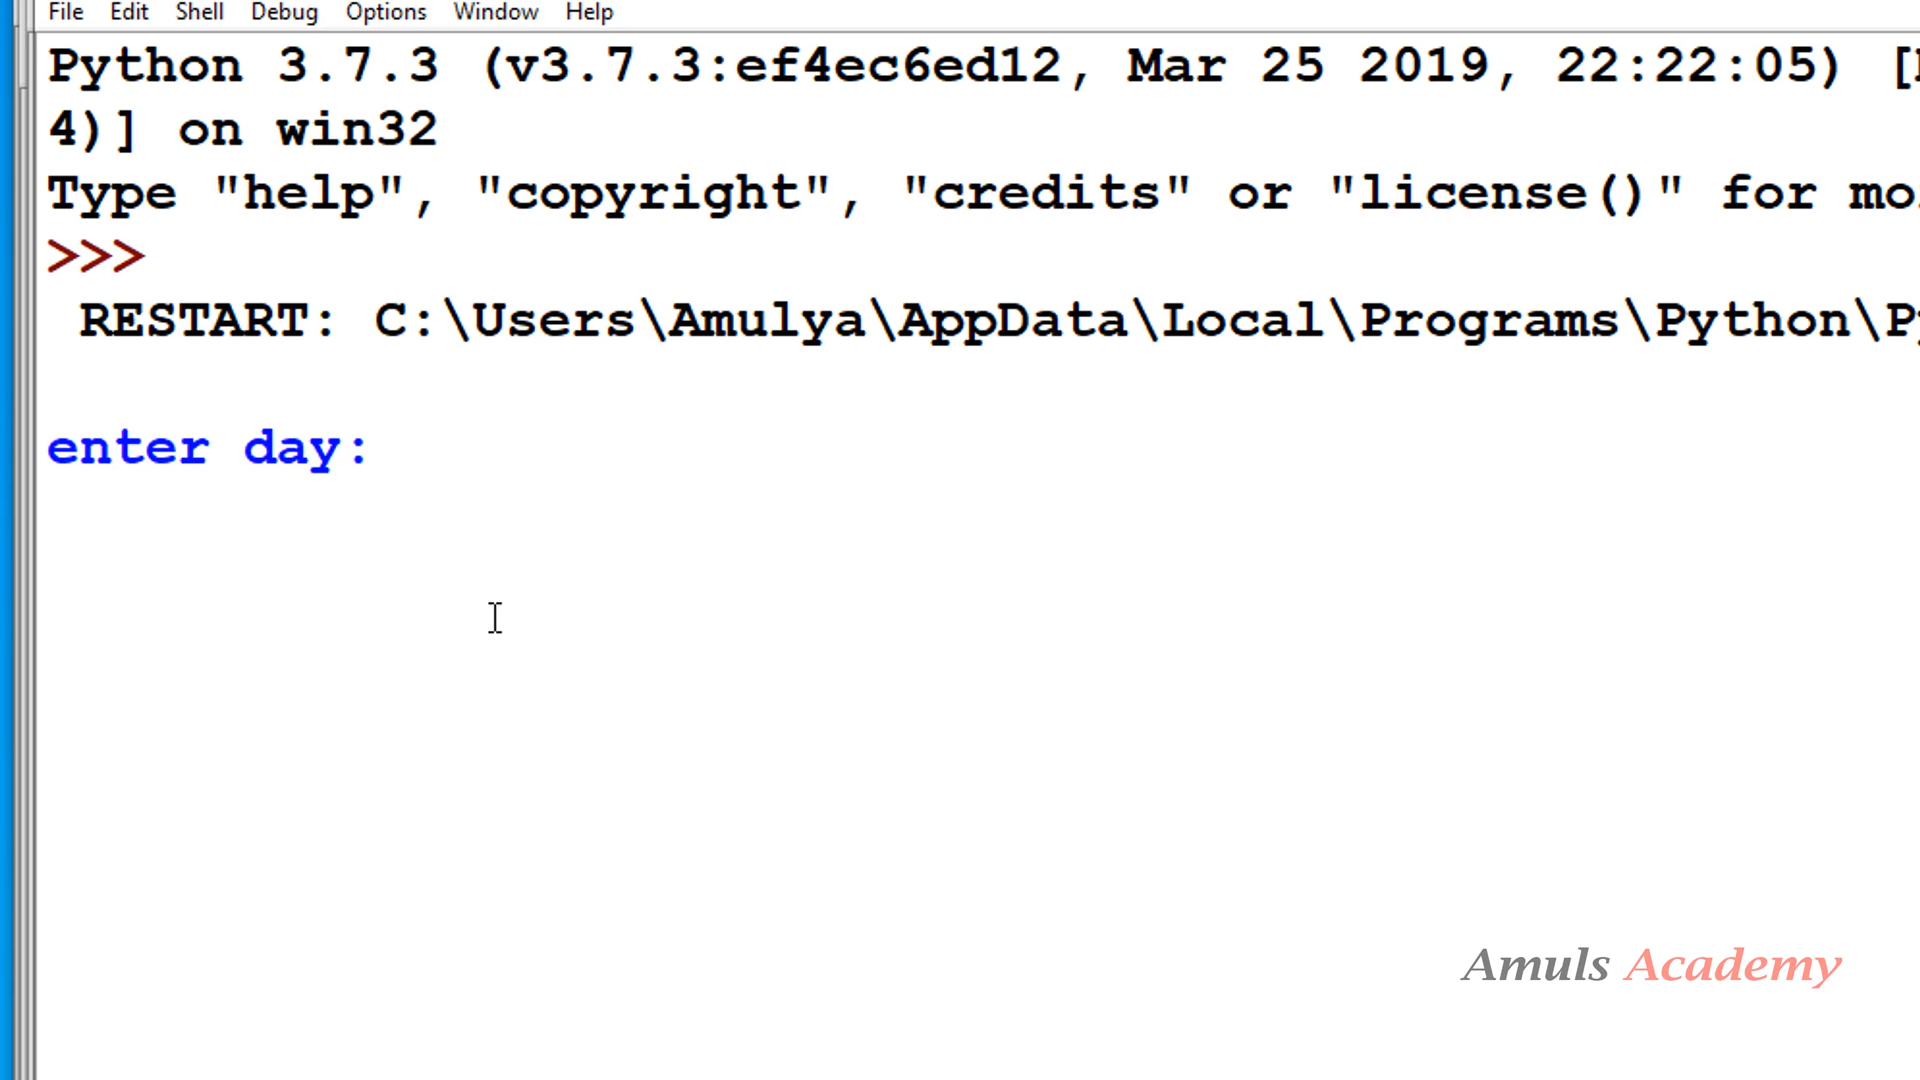 File Edit Shell Debug Options Window Help
Python 3.7.3 (v3.7.3:ef4ec6ed12, Mar 25 2019, 22:22:05) [
4)] on win32
Type "help", "copyright", "credits" or "license()" for
>>>
RESTART: C:\Users\Amulya\AppData\Local\Programs\Python\
enter day:
Amuls Academy